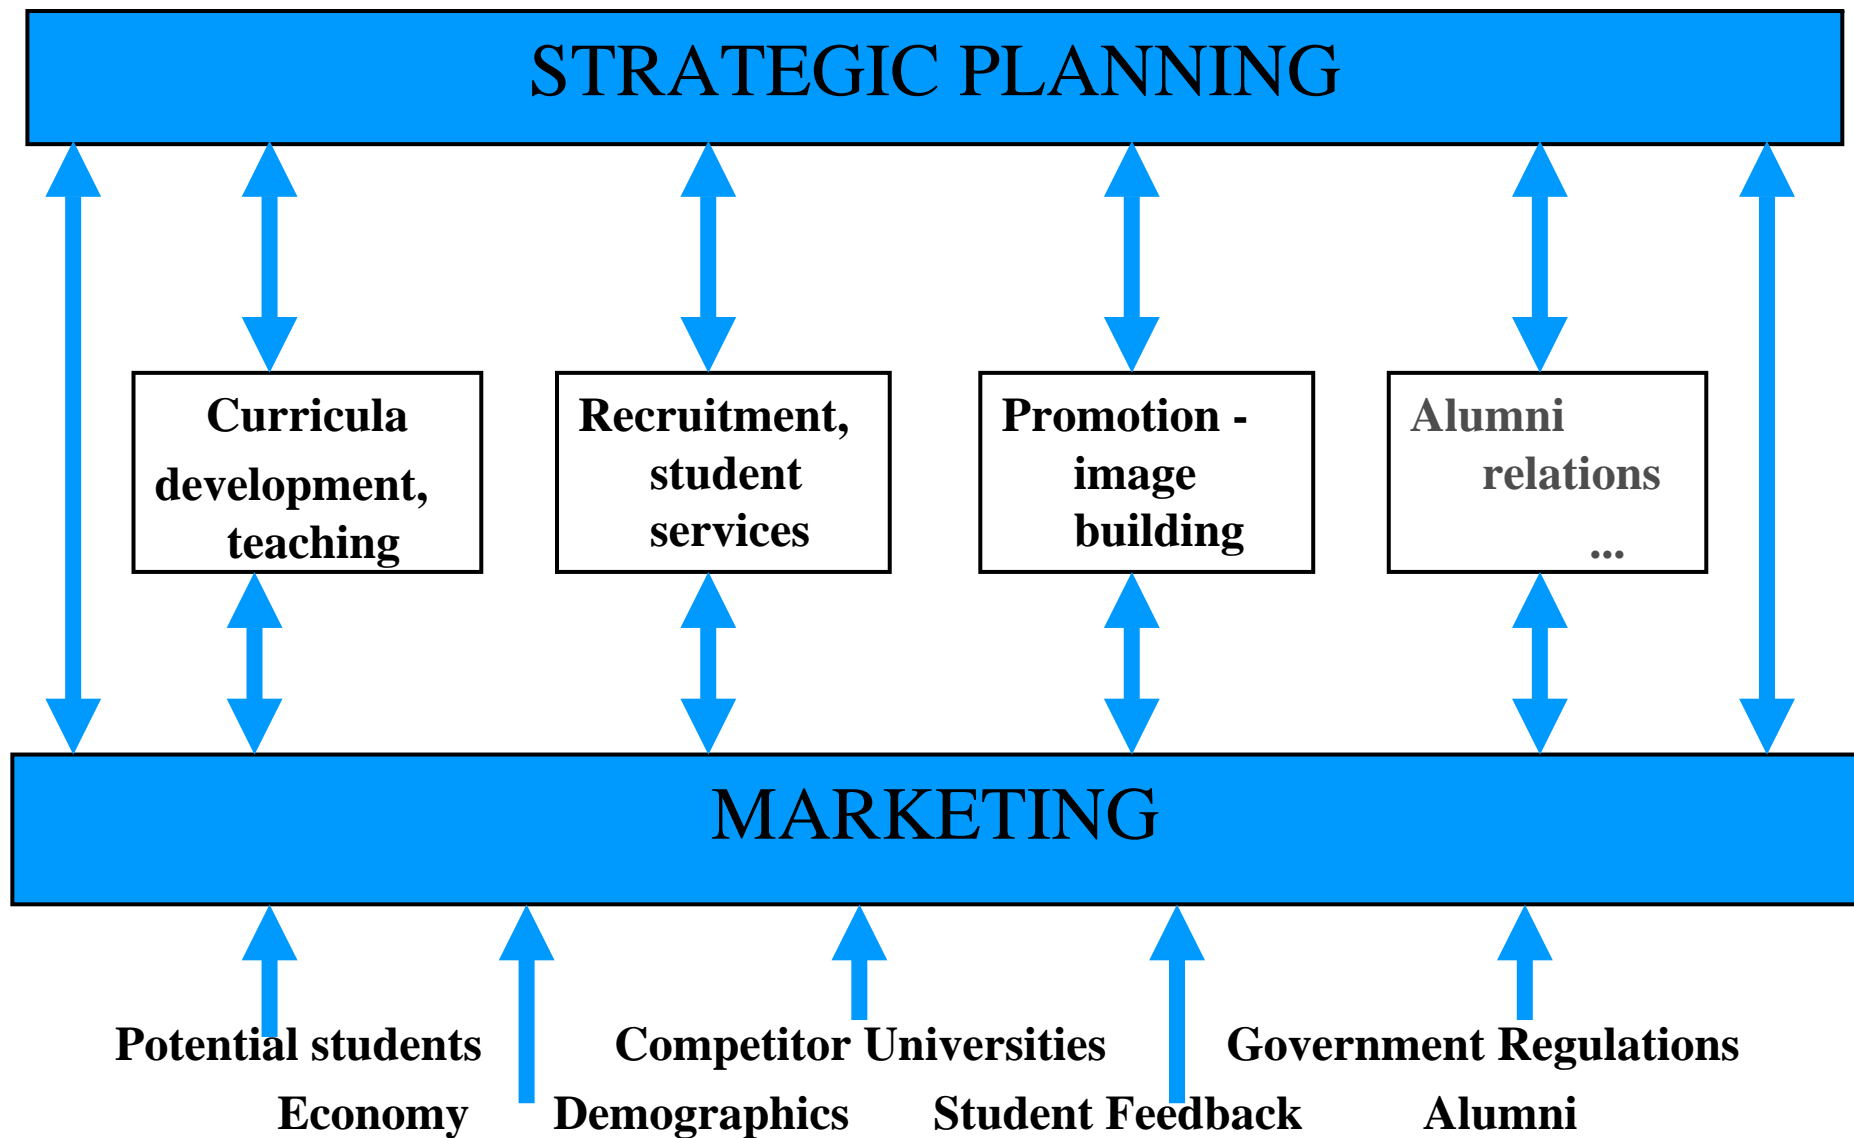 STRATEGIC PLANNING
Curricula
development,
teaching
Recruitment,
student
services
Promotion -
image
building
Alumni
relations
...
MARKETING
Potential students
Competitor Universities
Government Regulations
Economy
Demographics
Student Feedback
Alumni